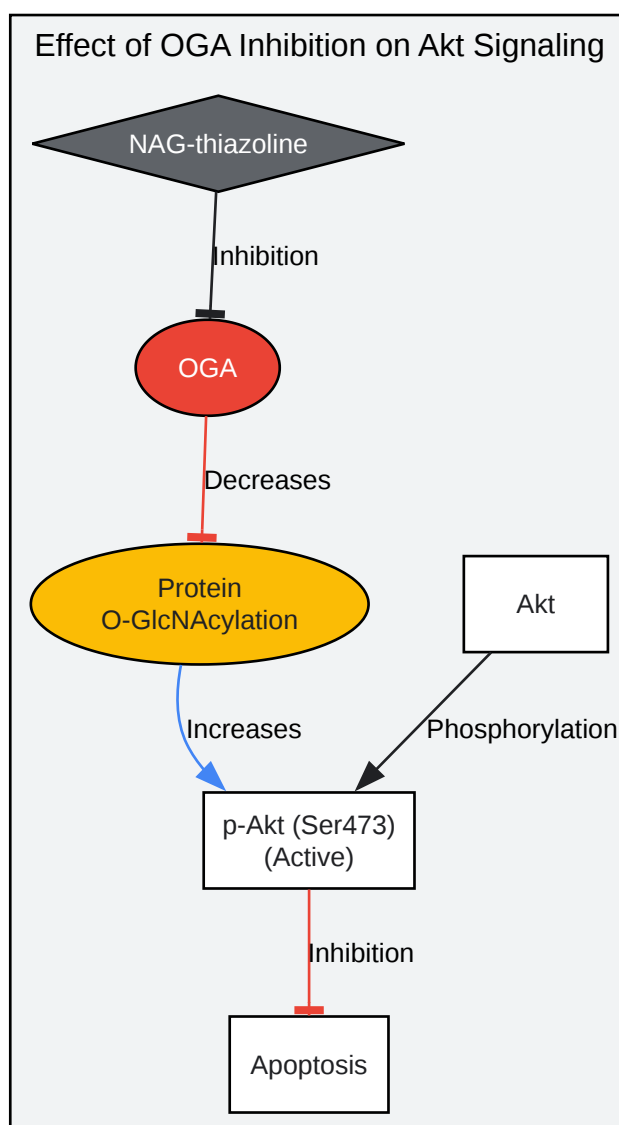 Effect of OGA Inhibition on Akt Signaling
NAG-thiazoline
Inhibition
OGA
Decreases
Protein
O-GlcNAcylation
Akt
Increases
Phosphorylation
p-Akt (Ser473)
(Active)
Inhibition
Apoptosis